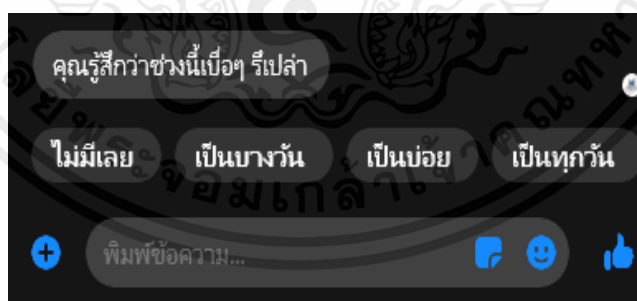 คุณรู้สึกว่าช่วงนี้เบื่อๆ รึเปล่า
ไม่มีเลย เป็นบางวัน เป็นบ่อย เป็นทุกวัน
พิมพ์ข้อความ...